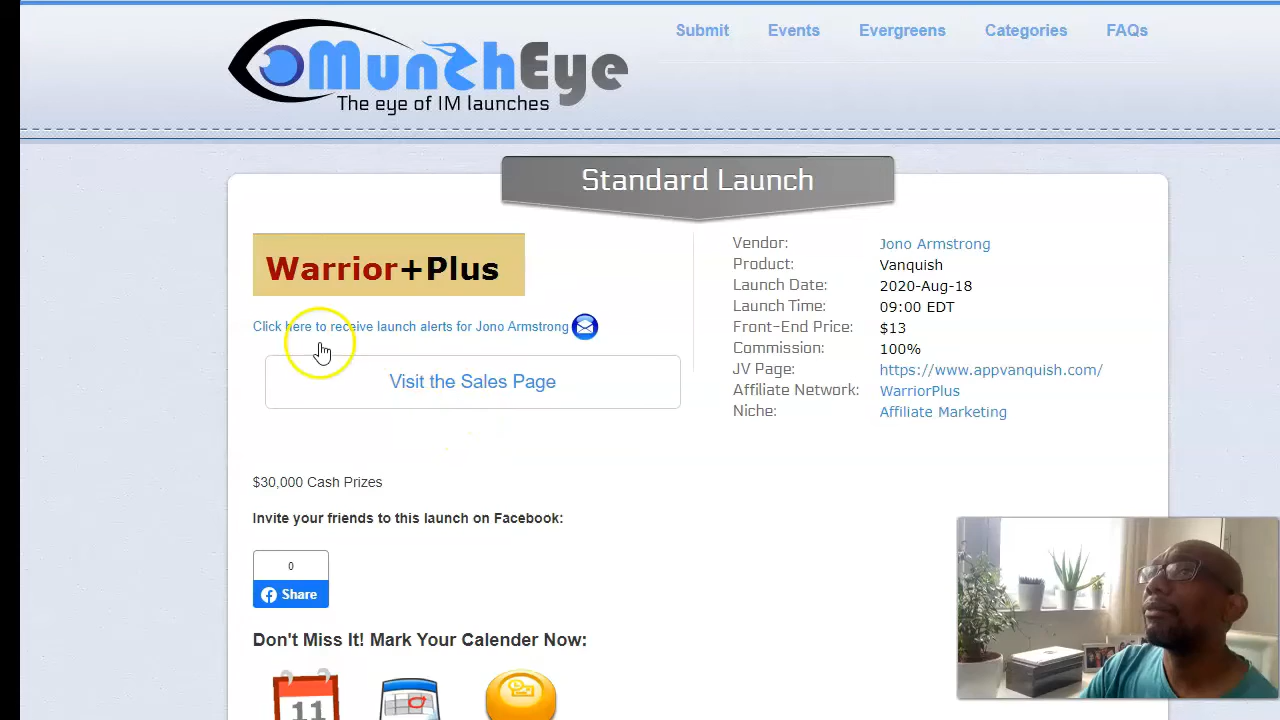 Submit
Events
Evergreens
Categories
FAQs
MunchEye
The eye of IM launches
Standard Launch
Warrior+Plus
Click here to receive launch alerts for Jono Armstrong
Visit the Sales Page
Vendor: Jono Armstrong
Product: Vanquish
Launch Date: 2020-Aug-18
Launch Time: 09:00 EDT
Front-End Price: $13
Commission: 100%
JV Page: https://www.appvanquish.com/
Affiliate Network: WarriorPlus
Niche: Affiliate Marketing
$30,000 Cash Prizes
Invite your friends to this launch on Facebook:
0
Share
Don't Miss It! Mark Your Calender Now:
11